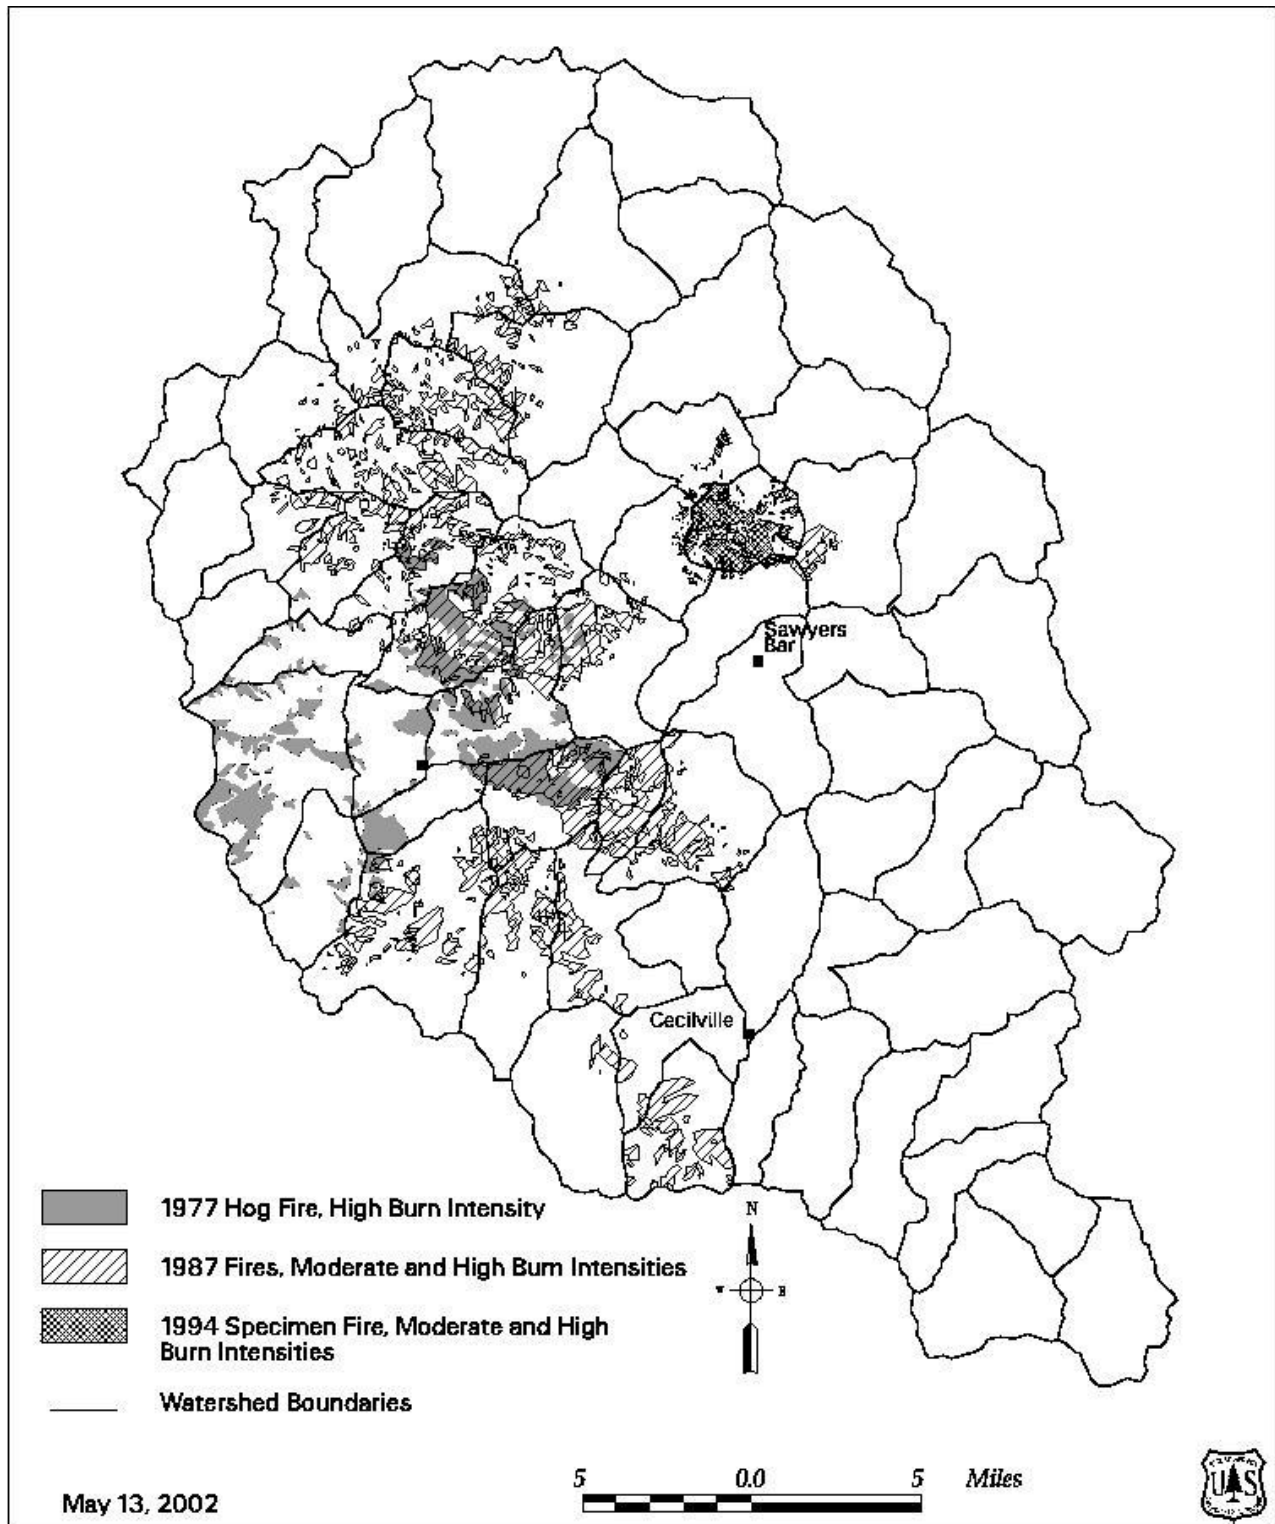 Sawyers
Bar
Cecilville
1977 Hog Fire, High Burn Intensity
1987 Fires, Moderate and High Burn Intensities
1994 Specimen Fire, Moderate and High
Burn Intensities
Watershed Boundaries
N
W
E
5 0.0 5 Miles
May 13, 2002
U S